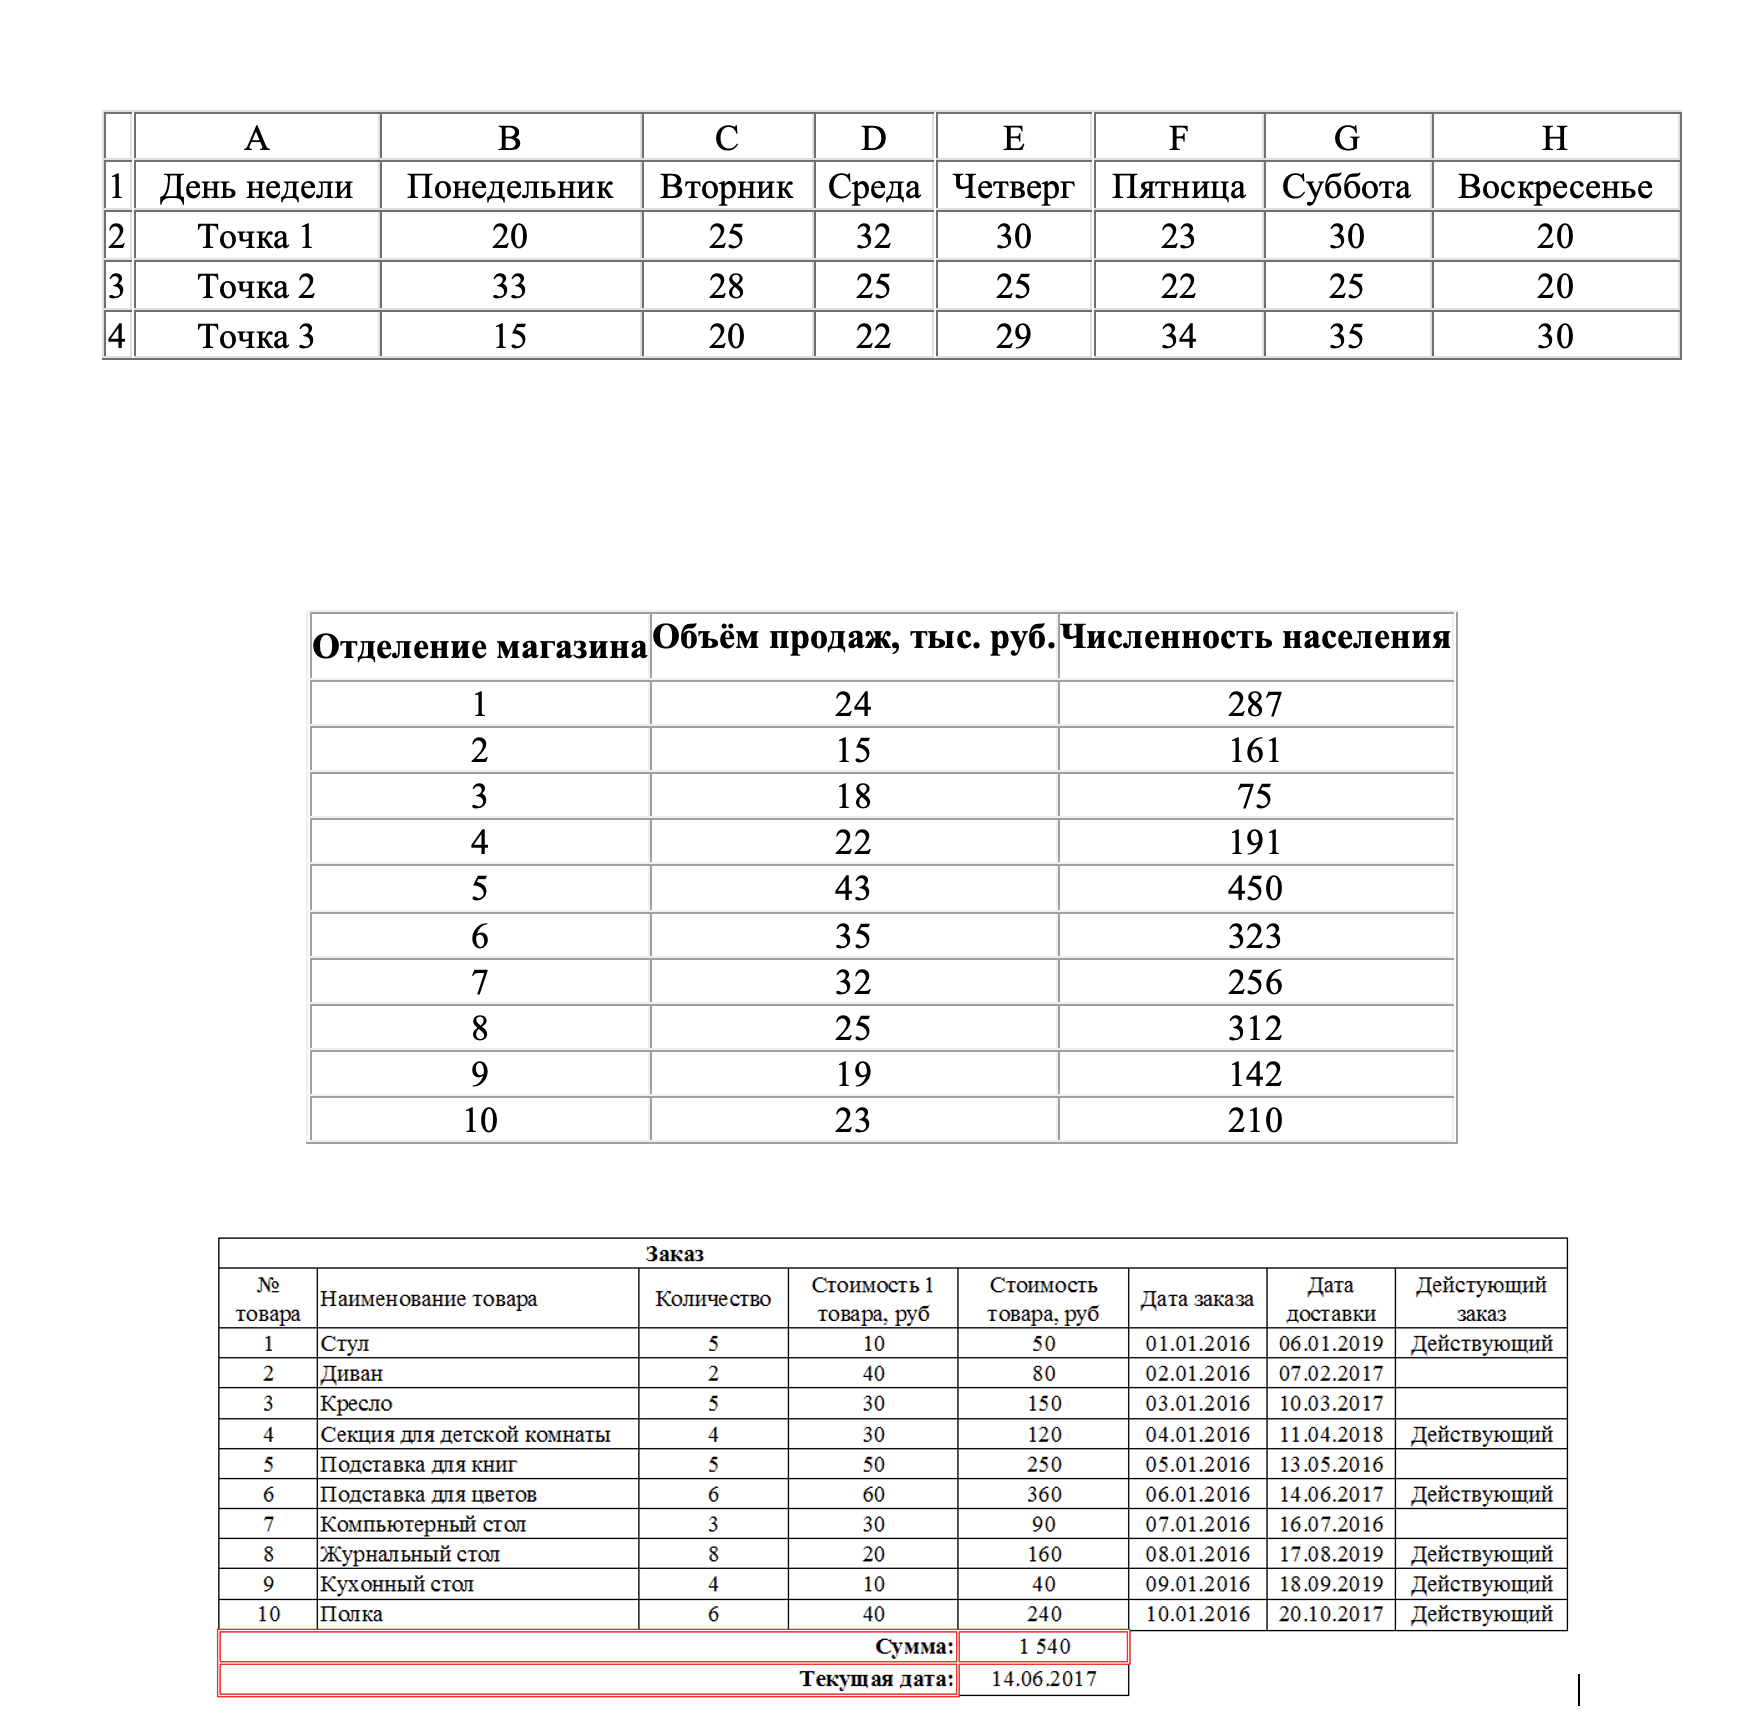 A B C D E F G H
1 День недели Понедельник Вторник Среда Четверг Пятница Суббота Воскресенье
2 Точка 1 20 25 32 30 23 30 20
3 Точка 2 33 28 25 25 22 25 20
4 Точка 3 15 20 22 29 34 35 30
Отделение магазина Объём продаж, тыс. руб. Численность населения
1 24 287
2 15 161
3 18 75
4 22 191
5 43 450
6 35 323
7 32 256
8 25 312
9 19 142
10 23 210
Заказ
№ товара Наименование товара Количество Стоимость 1 товара, руб Стоимость товара, руб Дата заказа Дата доставки Дейстующий заказ
1 Стул 5 10 50 01.01.2016 06.01.2019 Действующий
2 Диван 2 40 80 02.01.2016 07.02.2017
3 Кресло 5 30 150 03.01.2016 10.03.2017
4 Секция для детской комнаты 4 30 120 04.01.2016 11.04.2018 Действующий
5 Подставка для книг 5 50 250 05.01.2016 13.05.2016
6 Подставка для цветов 6 60 360 06.01.2016 14.06.2017 Действующий
7 Компьютерный стол 3 30 90 07.01.2016 16.07.2016
8 Журнальный стол 8 20 160 08.01.2016 17.08.2019 Действующий
9 Кухонный стол 4 10 40 09.01.2016 18.09.2019 Действующий
10 Полка 6 40 240 10.01.2016 20.10.2017 Действующий
Сумма: 1 540
Текущая дата: 14.06.2017